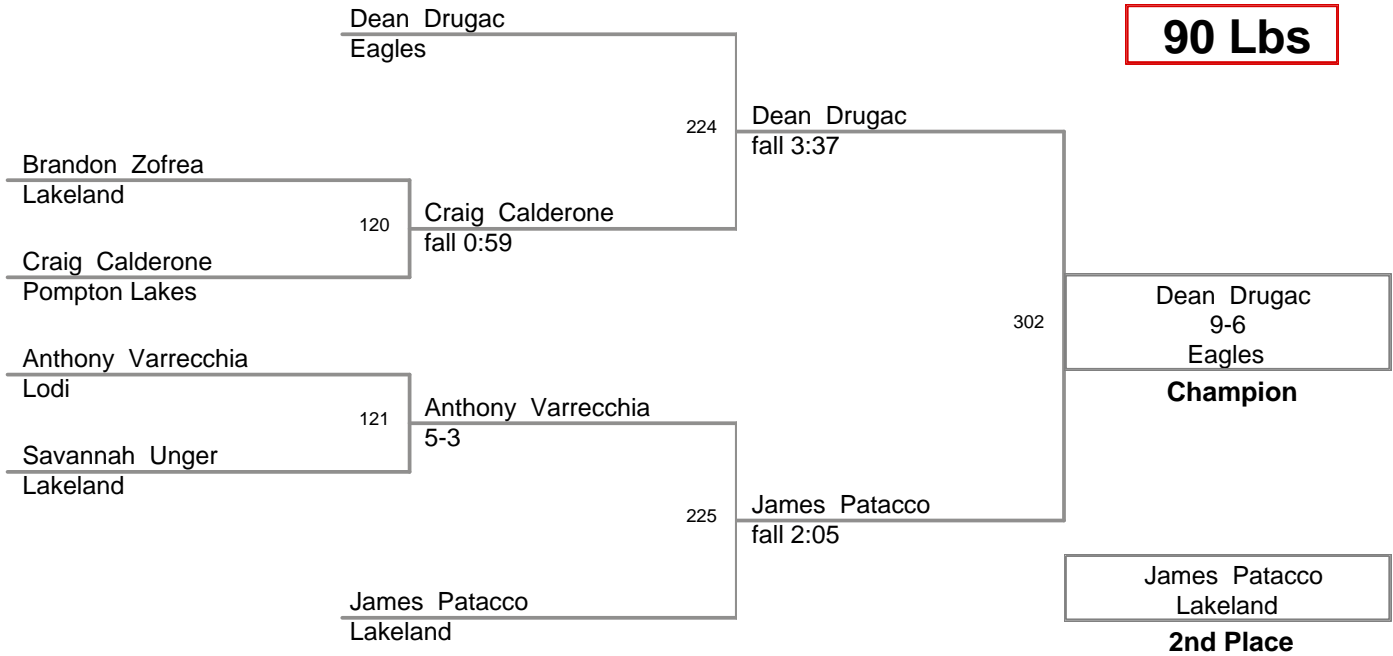 Dean Drugac
Eagles
90 Lbs
224
Dean Drugac
fall 3:37
Brandon Zofrea
Lakeland
120
Craig Calderone
fall 0:59
Craig Calderone
Pompton Lakes
302
Dean Drugac
9-6
Eagles
Champion
Anthony Varrecchia
Lodi
121
Anthony Varrecchia
5-3
Savannah Unger
Lakeland
225
James Patacco
fall 2:05
James Patacco
Lakeland
James Patacco
Lakeland
2nd Place